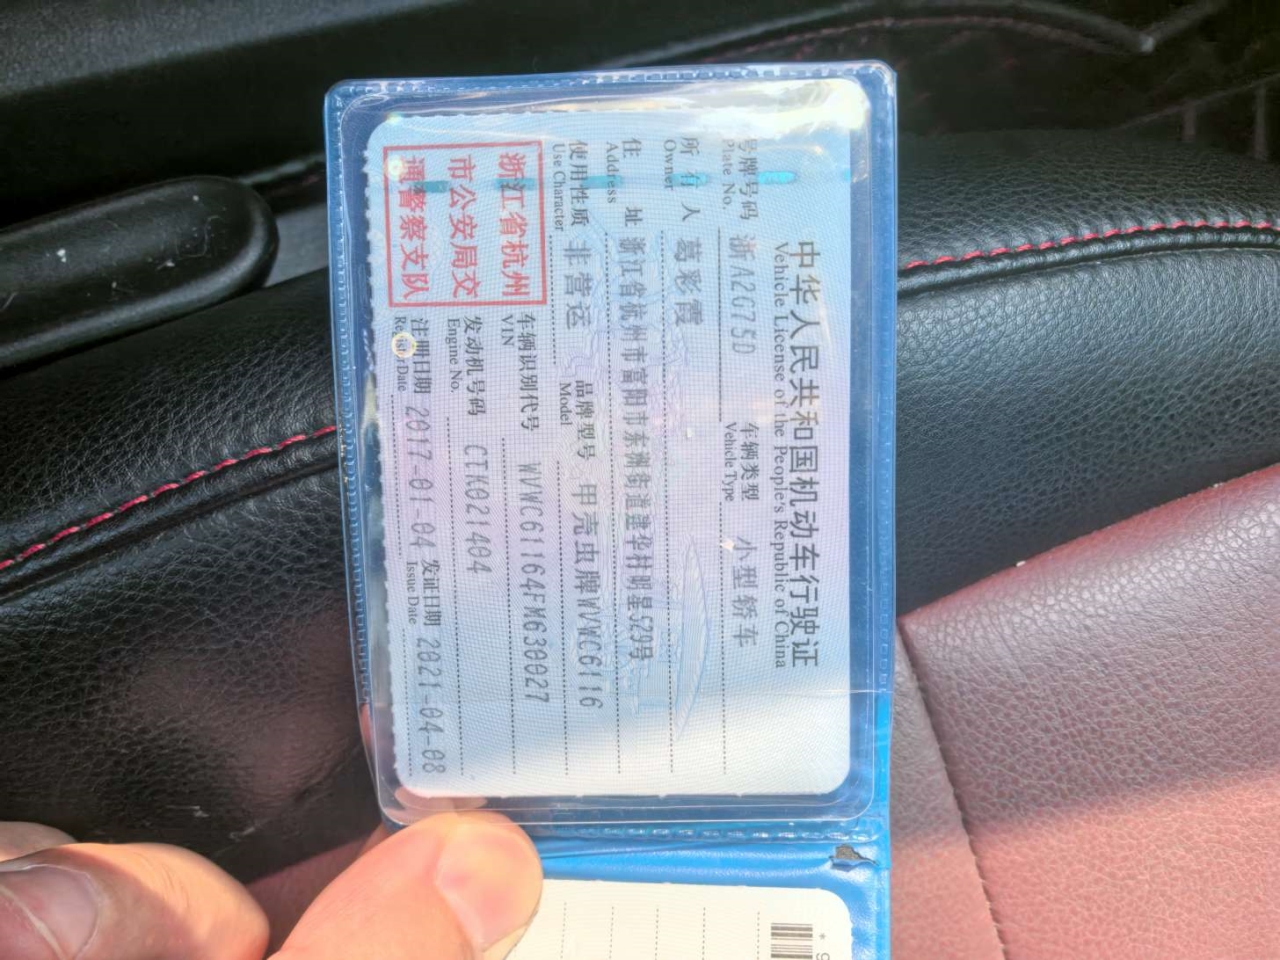 中华人民共和国机动车行驶证
Vehicle License of the People's Republic of China
号牌号码 浙A2G75D 车辆类型 小型轿车
Plate No. Vehicle Type
所有人 葛彩霞
Owner
住址 浙江省杭州市富阳市东洲街道建华村明星529号
Address
使用性质 非营运 品牌型号 甲壳虫牌WVWC6116
Use Character Model
浙江省杭州
市公安局交
通警察支队
车辆识别代号 WVWC61164FM630027
VIN
发动机号码 CTK021404
Engine No.
注册日期 2017-01-04 发证日期 2021-04-08
Register Date Issue Date